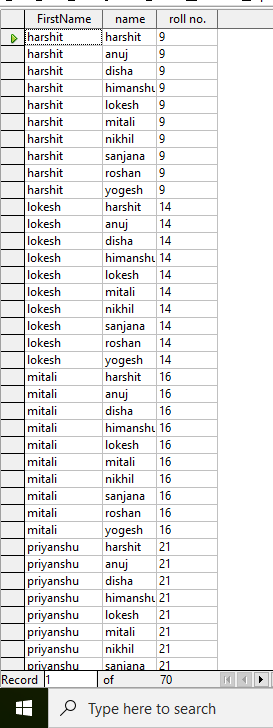 FirstName name roll no.
harshit harshit 9
harshit anuj 9
harshit disha 9
harshit himanshu 9
harshit lokesh 9
harshit mitali 9
harshit nikhil 9
harshit sanjana 9
harshit roshan 9
harshit yogesh 9
lokesh harshit 14
lokesh anuj 14
lokesh disha 14
lokesh himanshu 14
lokesh lokesh 14
lokesh mitali 14
lokesh nikhil 14
lokesh sanjana 14
lokesh roshan 14
lokesh yogesh 14
mitali harshit 16
mitali anuj 16
mitali disha 16
mitali himanshu 16
mitali lokesh 16
mitali mitali 16
mitali nikhil 16
mitali sanjana 16
mitali roshan 16
mitali yogesh 16
priyanshu harshit 21
priyanshu anuj 21
priyanshu disha 21
priyanshu himanshu 21
priyanshu lokesh 21
priyanshu mitali 21
priyanshu nikhil 21
priyanshu sanjana 21
Record 1 of 70
Type here to search